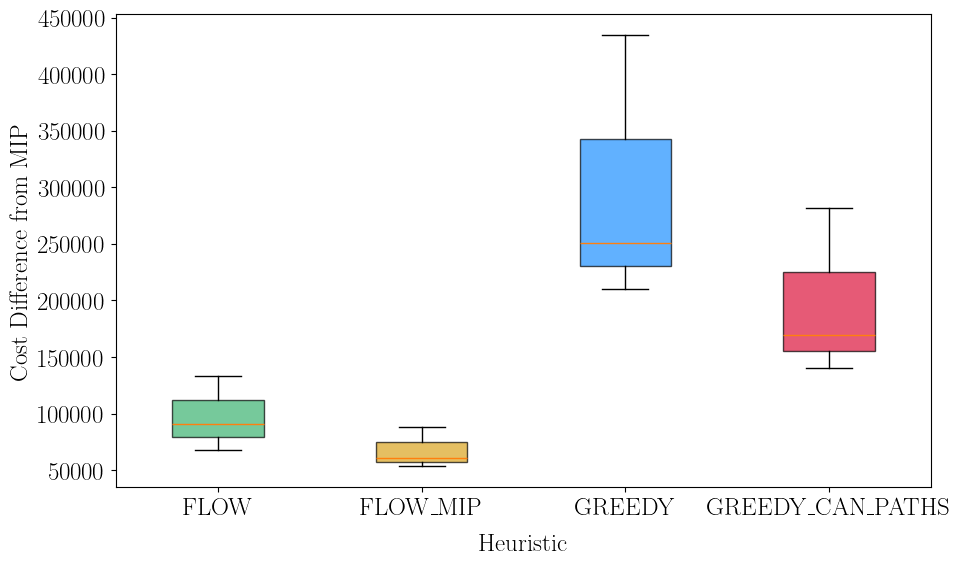 450000
400000
350000
300000
250000
200000
150000
100000
50000
Cost Difference from MIP
FLOW
FLOW_MIP
GREEDY
GREEDY_CAN_PATHS
Heuristic